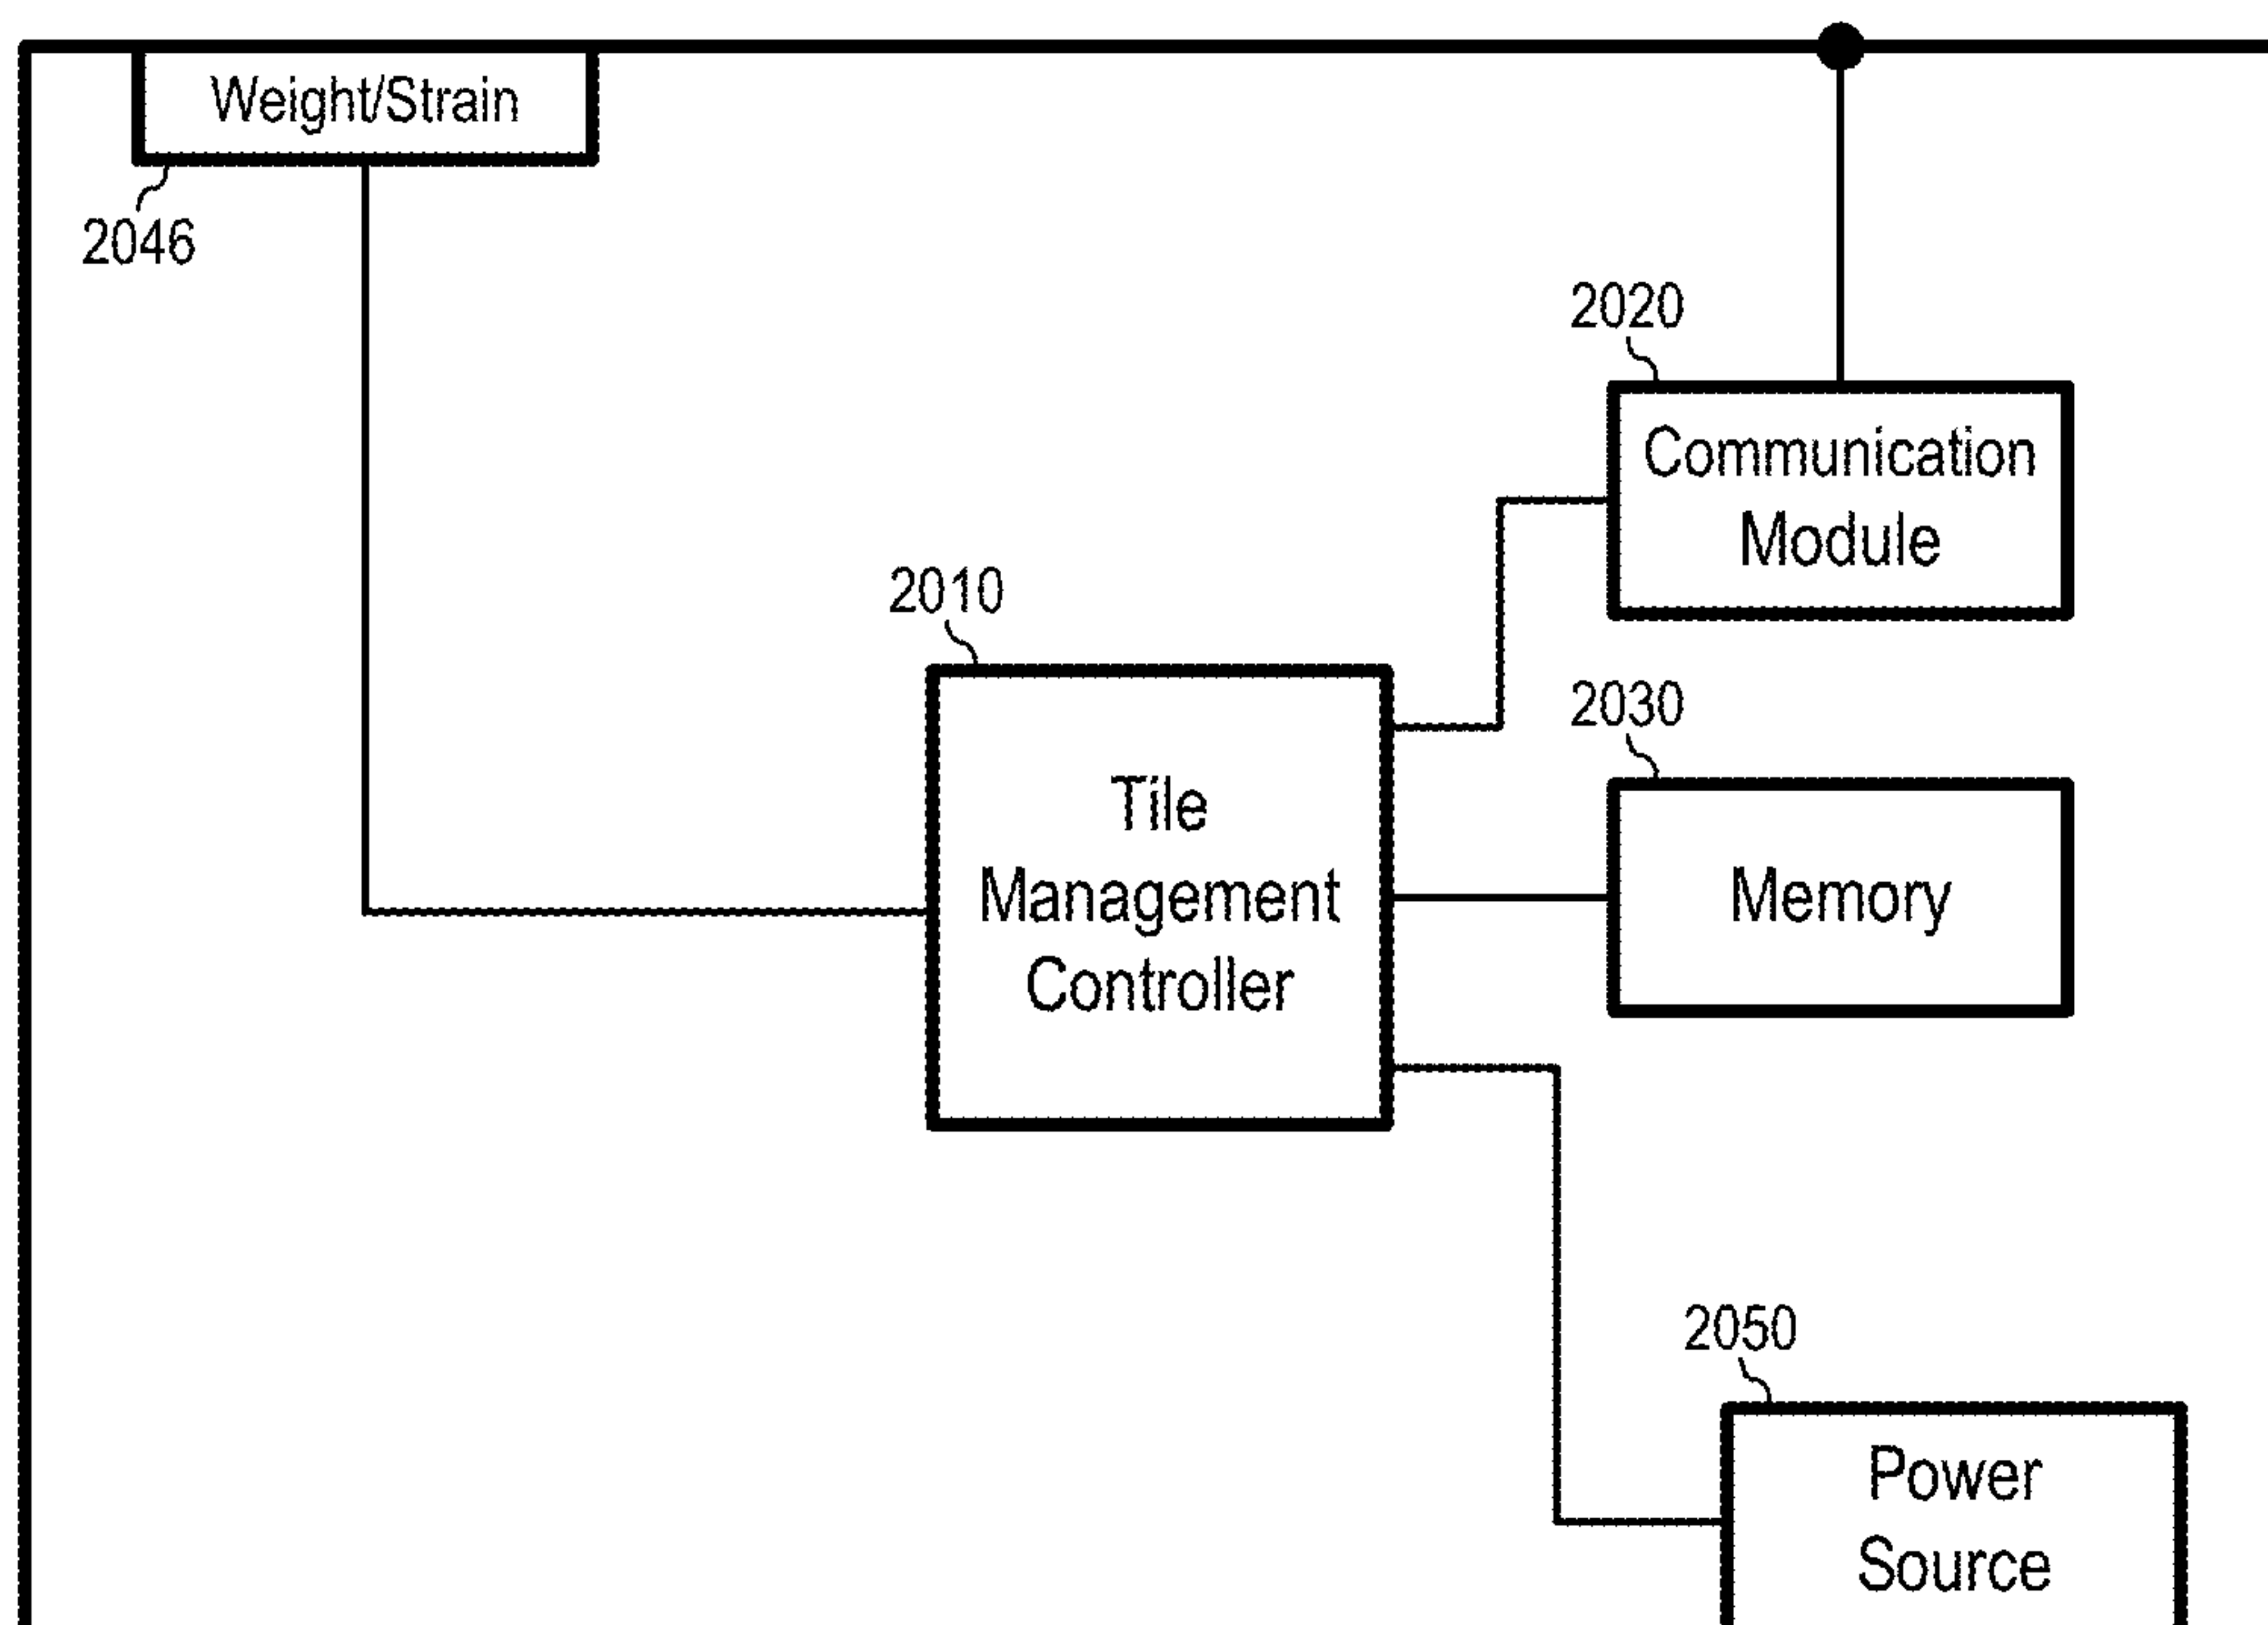 Weight/Strain
2046
2020
Communication
Module
2010
Tile
Management
Controller
2030
Memory
2050
Power
Source